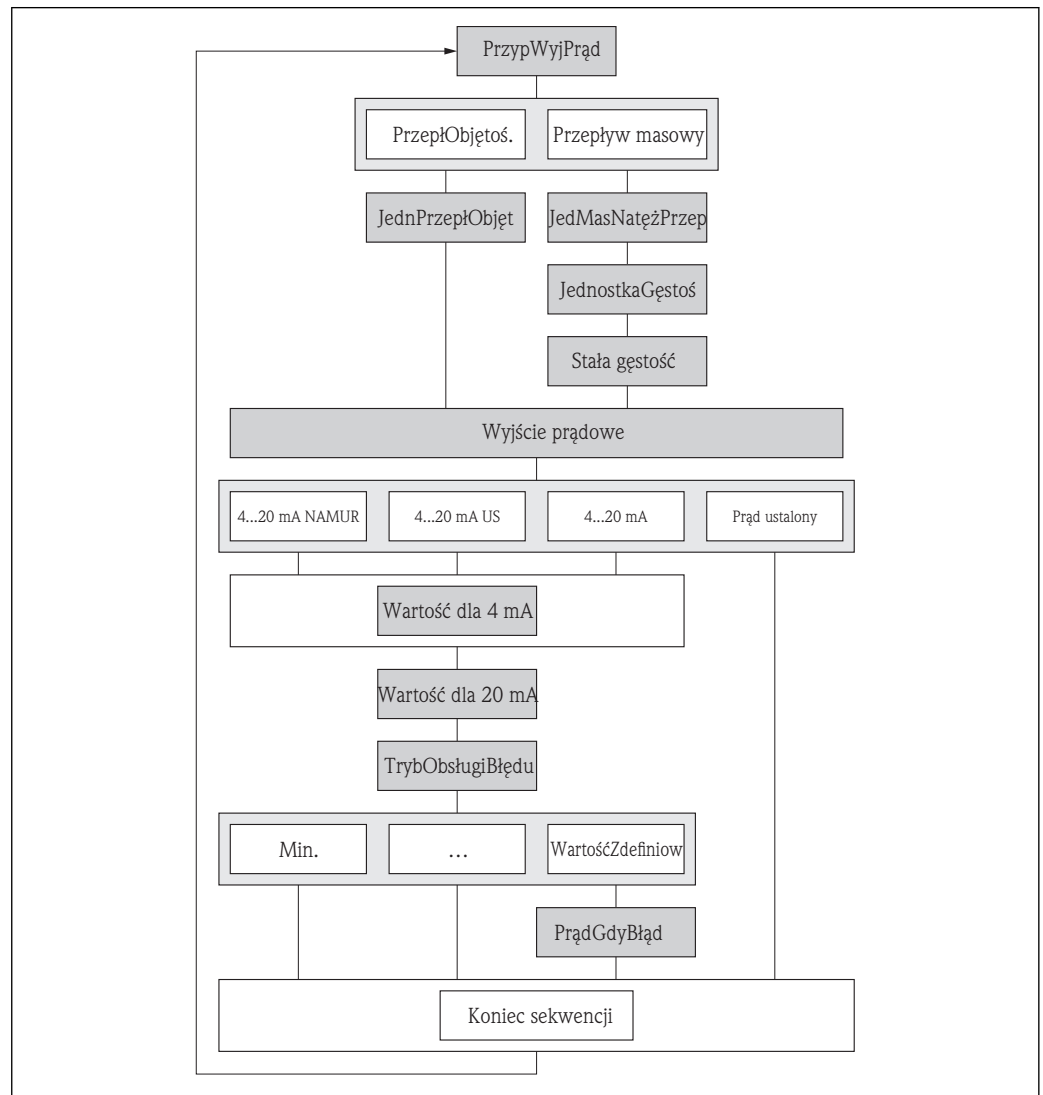 PrzypWyjPrąd
PrzepłObjętoś. Przepływ masowy
JednPrzepłObjęt JedMasNatężPrzep
JednostkaGęstoś
Stała gęstość
Wyjście prądowe
4...20 mA NAMUR 4...20 mA US 4...20 mA Prąd ustalony
Wartość dla 4 mA
Wartość dla 20 mA
TrybObsługiBłędu
Min. ... WartośćZdefiniow
PrądGdyBłąd
Koniec sekwencji